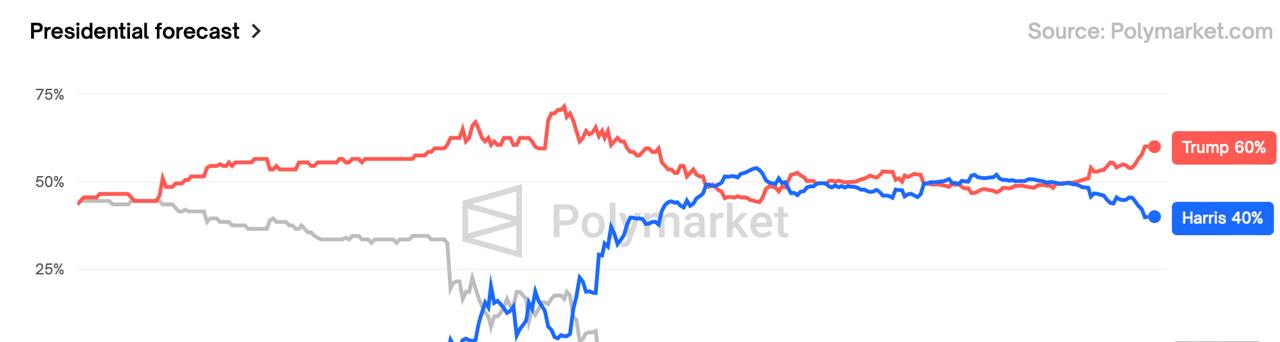 Presidential forecast >
Source: Polymarket.com
75%
Trump 60%
50%
Polymarket
Harris 40%
25%